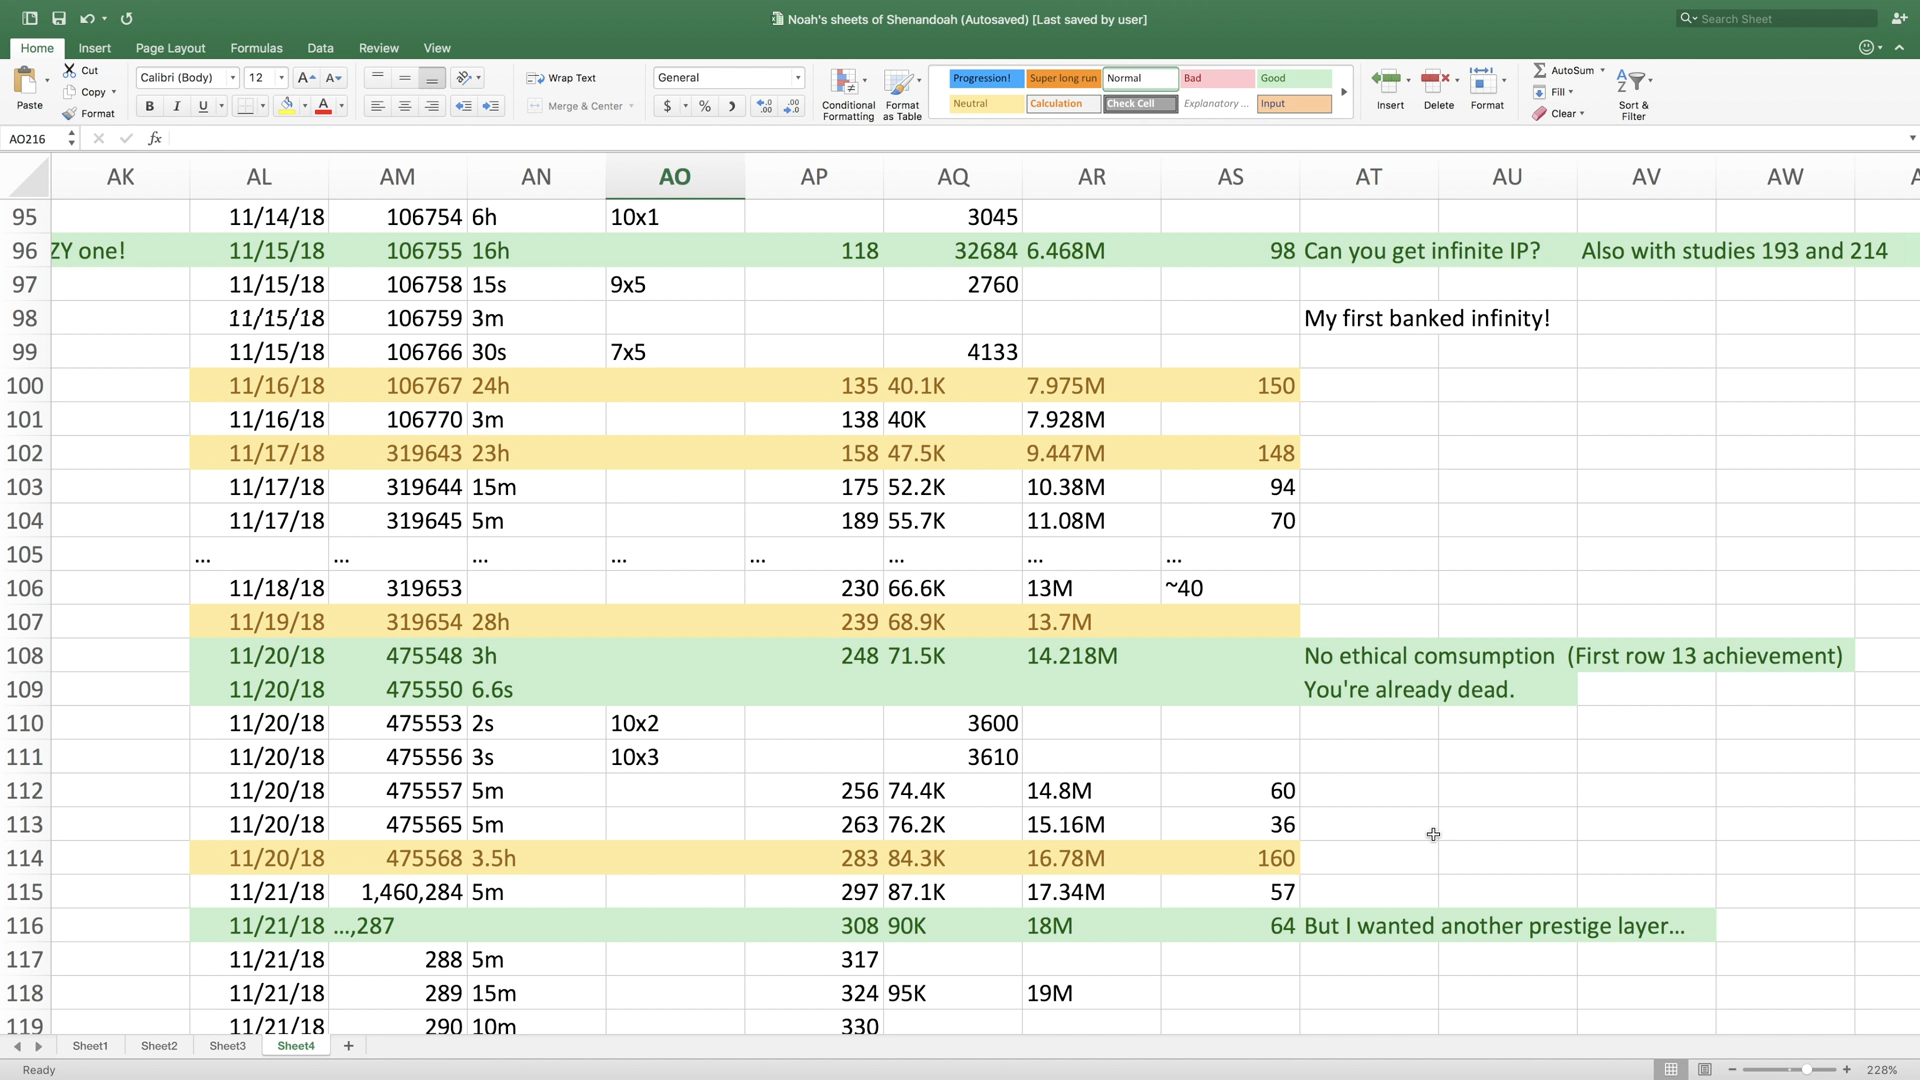 Noah's sheets of Shenandoah (Autosaved) [Last saved by user]
Search Sheet
Home Insert Page Layout Formulas Data Review View
Paste Cut Copy Format
Calibri (Body) 12 A A
B I U A
Wrap Text
Merge & Center
General
$ %
Conditional Formatting
Format as Table
Progression! Super long run Normal Bad Good
Neutral Calculation Check Cell Explanatory ... Input
Insert Delete Format
AutoSum
Fill
Clear
Sort & Filter
AO216 fx
AK AL AM AN AO AP AQ AR AS AT AU AV AW
95 11/14/18 106754 6h 10x1 3045
96 ZY one! 11/15/18 106755 16h 118 32684 6.468M 98 Can you get infinite IP? Also with studies 193 and 214
97 11/15/18 106758 15s 9x5 2760
98 11/15/18 106759 3m My first banked infinity!
99 11/15/18 106766 30s 7x5 4133
100 11/16/18 106767 24h 135 40.1K 7.975M 150
101 11/16/18 106770 3m 138 40K 7.928M
102 11/17/18 319643 23h 158 47.5K 9.447M 148
103 11/17/18 319644 15m 175 52.2K 10.38M 94
104 11/17/18 319645 5m 189 55.7K 11.08M 70
105 ... ... ... ... ... ... ... ...
106 11/18/18 319653 230 66.6K 13M ~40
107 11/19/18 319654 28h 239 68.9K 13.7M
108 11/20/18 475548 3h 248 71.5K 14.218M No ethical comsumption (First row 13 achievement)
109 11/20/18 475550 6.6s You're already dead.
110 11/20/18 475553 2s 10x2 3600
111 11/20/18 475556 3s 10x3 3610
112 11/20/18 475557 5m 256 74.4K 14.8M 60
113 11/20/18 475565 5m 263 76.2K 15.16M 36
114 11/20/18 475568 3.5h 283 84.3K 16.78M 160
115 11/21/18 1,460,284 5m 297 87.1K 17.34M 57
116 11/21/18 ...,287 308 90K 18M 64 But I wanted another prestige layer...
117 11/21/18 288 5m 317
118 11/21/18 289 15m 324 95K 19M
119 11/21/18 290 10m 330
Sheet1 Sheet2 Sheet3 Sheet4 +
Ready 228%